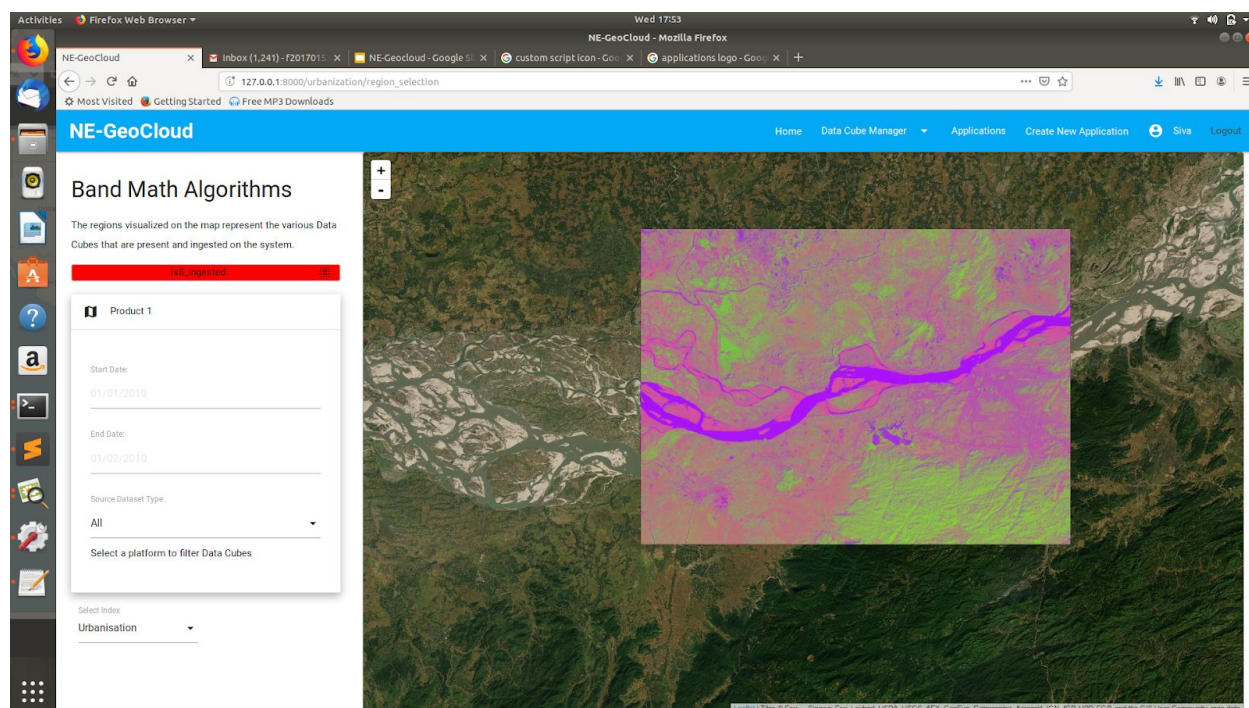 Activities Firefox Web Browser Wed 17:53
NE-GeoCloud - Mozilla Firefox
NE-GeoCloud Inbox (1,241) - f2017015 NE-Geocloud - Google Sl custom script icon - Goo applications logo - Goog
127.0.0.1:8000/urbanization/region_selection
Most Visited Getting Started Free MP3 Downloads
NE-GeoCloud Home Data Cube Manager Applications Create New Application Siva Logout
+
-
Band Math Algorithms
The regions visualized on the map represent the various Data
Cubes that are present and ingested on the system.
ls8_ingested
Product 1
Start Date:
01/01/2010
End Date:
01/02/2010
Source Dataset Type:
All
Select a platform to filter Data Cubes
Select Index
Urbanisation